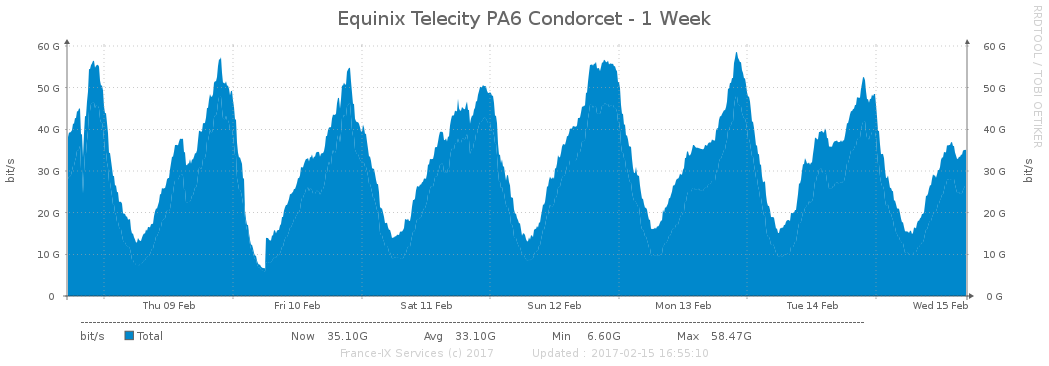 Equinix Telecity PA6 Condorcet - 1 Week
RRDTOOL / TOBI OETIKER
60 G 60 G
50 G 50 G
40 G 40 G
30 G 30 G
20 G 20 G
10 G 10 G
0 0 G
bit/s bit/s
Thu 09 Feb Fri 10 Feb Sat 11 Feb Sun 12 Feb Mon 13 Feb Tue 14 Feb Wed 15 Feb
bit/s Total Now 35.10G Avg 33.10G Min 6.60G Max 58.47G
France-IX Services (c) 2017 Updated : 2017-02-15 16:55:10